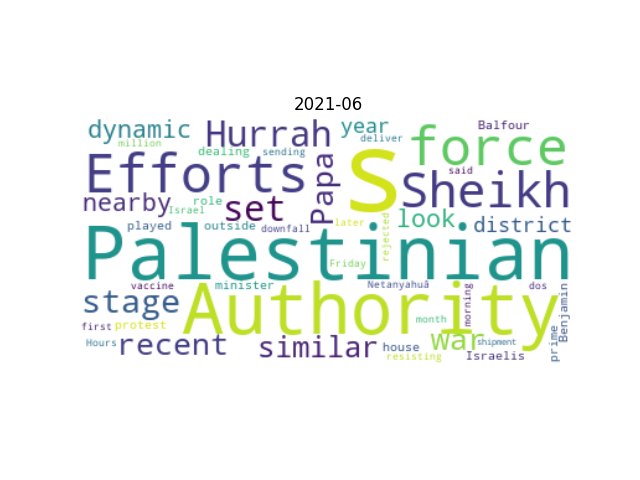 2021-06
dynamic Hurrah year Balfour
million dealing sending deliver
Efforts Papa S force
said Sheikh
nearby role set look district
Israel played outside downfall later rejected
Palestinian
Friday
vaccine minister Netanyahuâ morning dos
stage Authority month Benjamin
first protest war prime
Hours recent similar house shipment
resisting Israelis